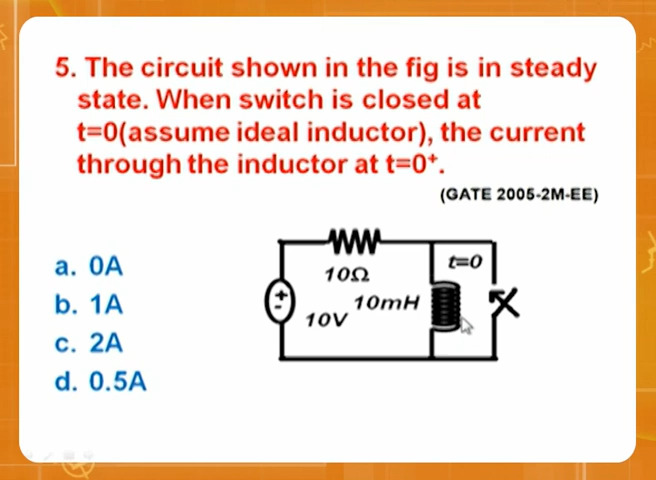 5. The circuit shown in the fig is in steady
state. When switch is closed at
t=0(assume ideal inductor), the current
through the inductor at t=0⁺.
(GATE 2005-2M-EE)
a. 0A
b. 1A
c. 2A
d. 0.5A
t=0
10Ω
10mH
10V